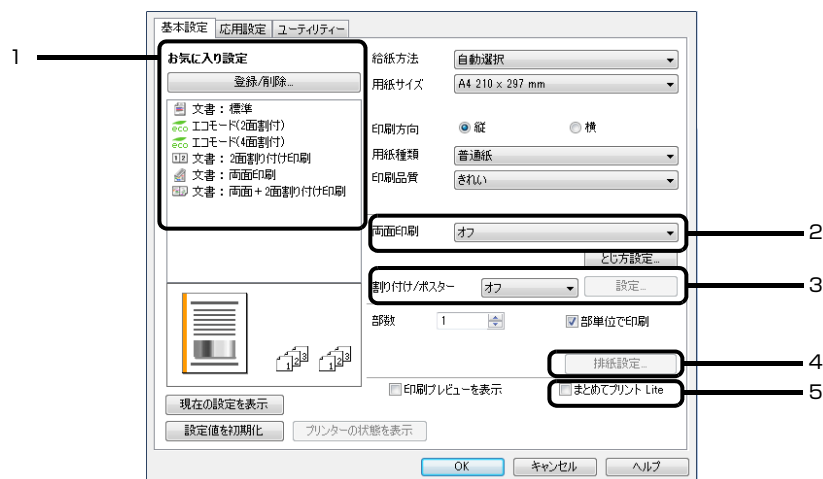 基本設定 応用設定 ユーティリティー
1
お気に入り設定
登録/削除...
文書：標準
eco エコモード(2面割付)
eco エコモード(4面割付)
文書：2面割り付け印刷
文書：両面印刷
文書：両面＋2面割り付け印刷
給紙方法 自動選択
用紙サイズ A4 210 x 297 mm
印刷方向 縦 横
用紙種類 普通紙
印刷品質 きれい
両面印刷 オフ
2
とじ方設定...
割り付け/ポスター オフ 設定...
3
部数 1 部単位で印刷
排紙設定...
4
印刷プレビューを表示 まとめてプリント Lite
5
1 2 3 1 2 3
現在の設定を表示
設定値を初期化 プリンターの状態を表示
OK キャンセル ヘルプ